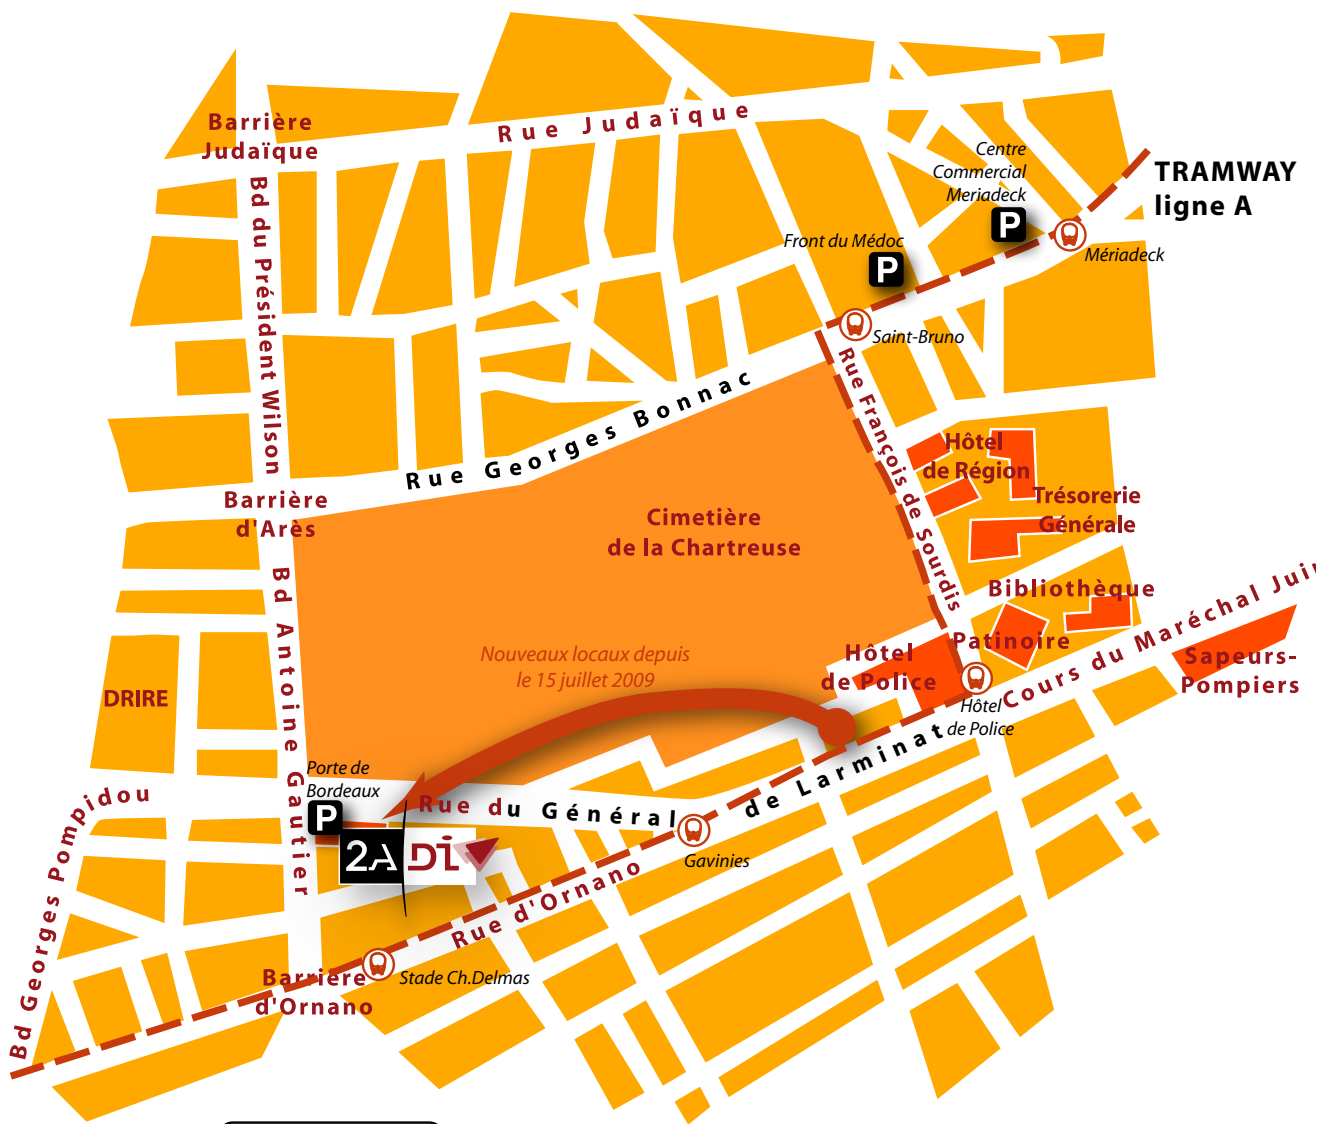 Barrière
Judaïque
Rue Judaïque
Centre
Commercial
Meriadeck
P
TRAMWAY
ligne A
Front du Médoc
P
Mériadeck
Bd du Président Wilson
Saint-Bruno
Rue François de Sourdis
Rue Georges Bonnac
Hôtel
de Région
Trésorerie
Générale
Barrière
d'Arès
Cimetière
de la Chartreuse
Bibliothèque
Patinoire
Cours du Maréchal Juin
Bd Antoine Gautier
Nouveaux locaux depuis
le 15 juillet 2009
Hôtel
de Police
Sapeurs-
Pompiers
DRIRE
Hôtel
de Police
Porte de
Bordeaux
P
Rue du Général de Larminat
2A Di
Gavinies
Bd Georges Pompidou
Rue d'Ornano
Barrière
d'Ornano
Stade Ch.Delmas